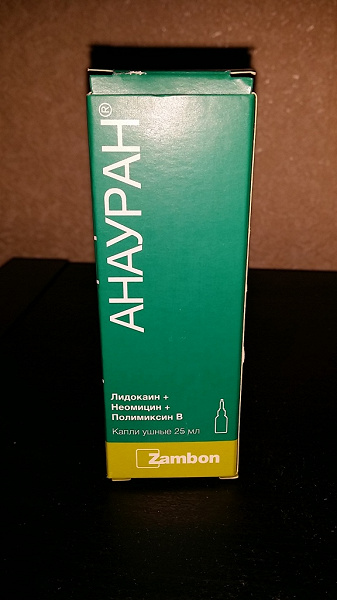 АНАУРАН®
Лидокаин +
Неомицин +
Полимиксин В
Капли ушные 25 мл
Zambon